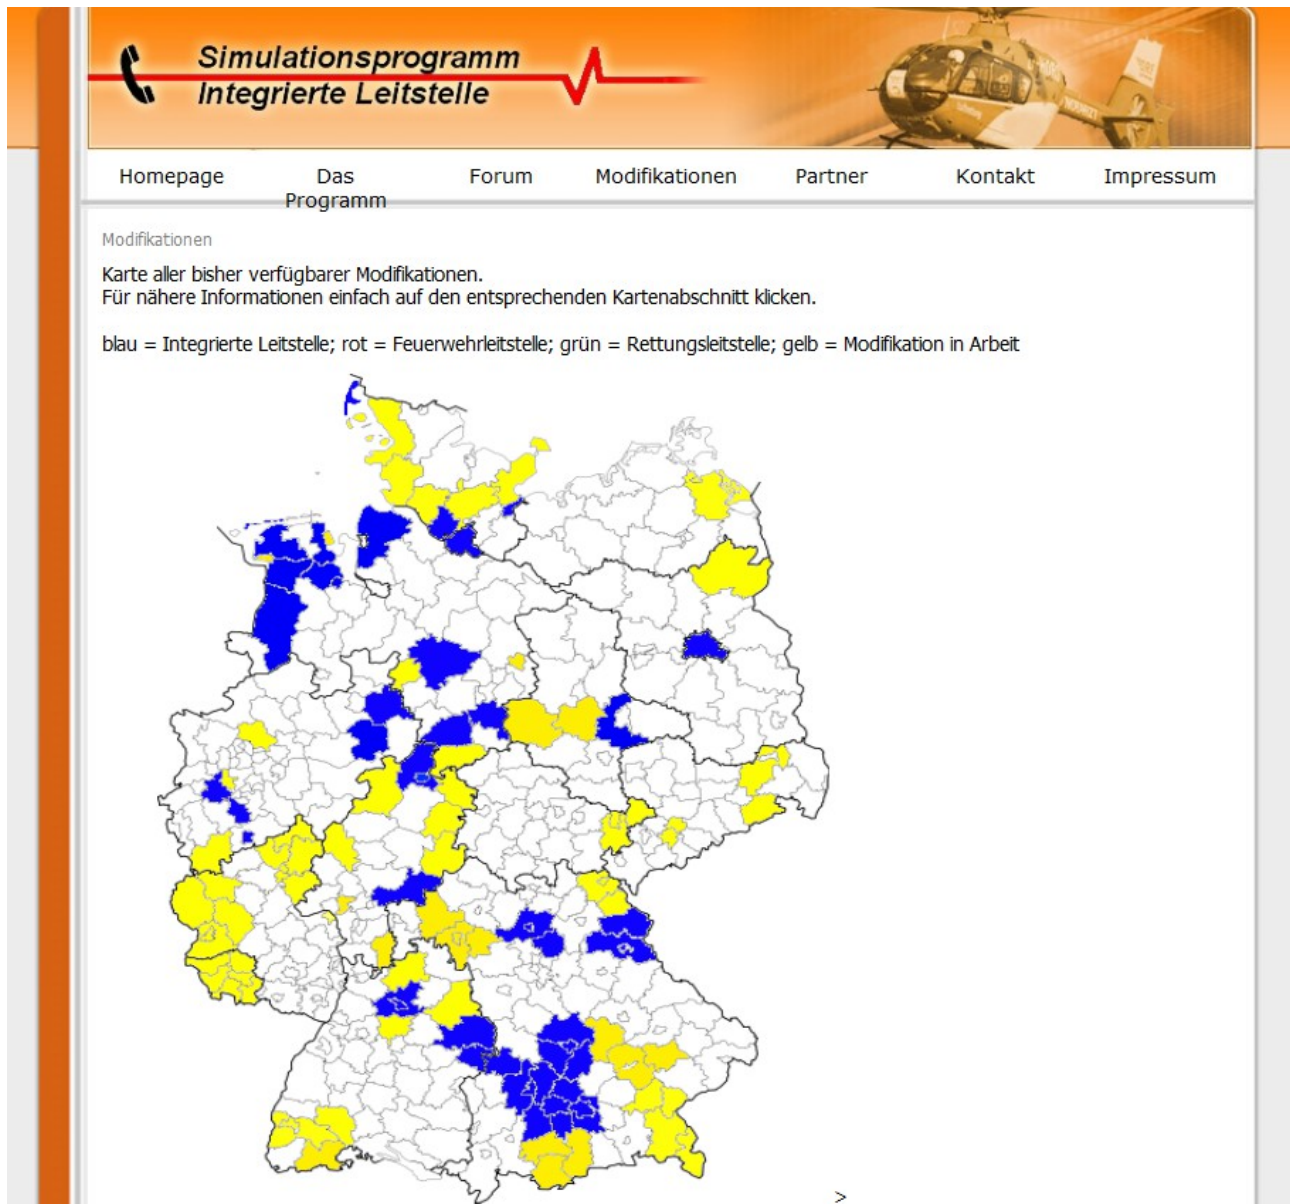 Simulationsprogramm
Integrierte Leitstelle
Homepage
Das Programm
Forum
Modifikationen
Partner
Kontakt
Impressum
Modifikationen
Karte aller bisher verfügbarer Modifikationen.
Für nähere Informationen einfach auf den entsprechenden Kartenabschnitt klicken.
blau = Integrierte Leitstelle; rot = Feuerwehrleitstelle; grün = Rettungsleitstelle; gelb = Modifikation in Arbeit
>